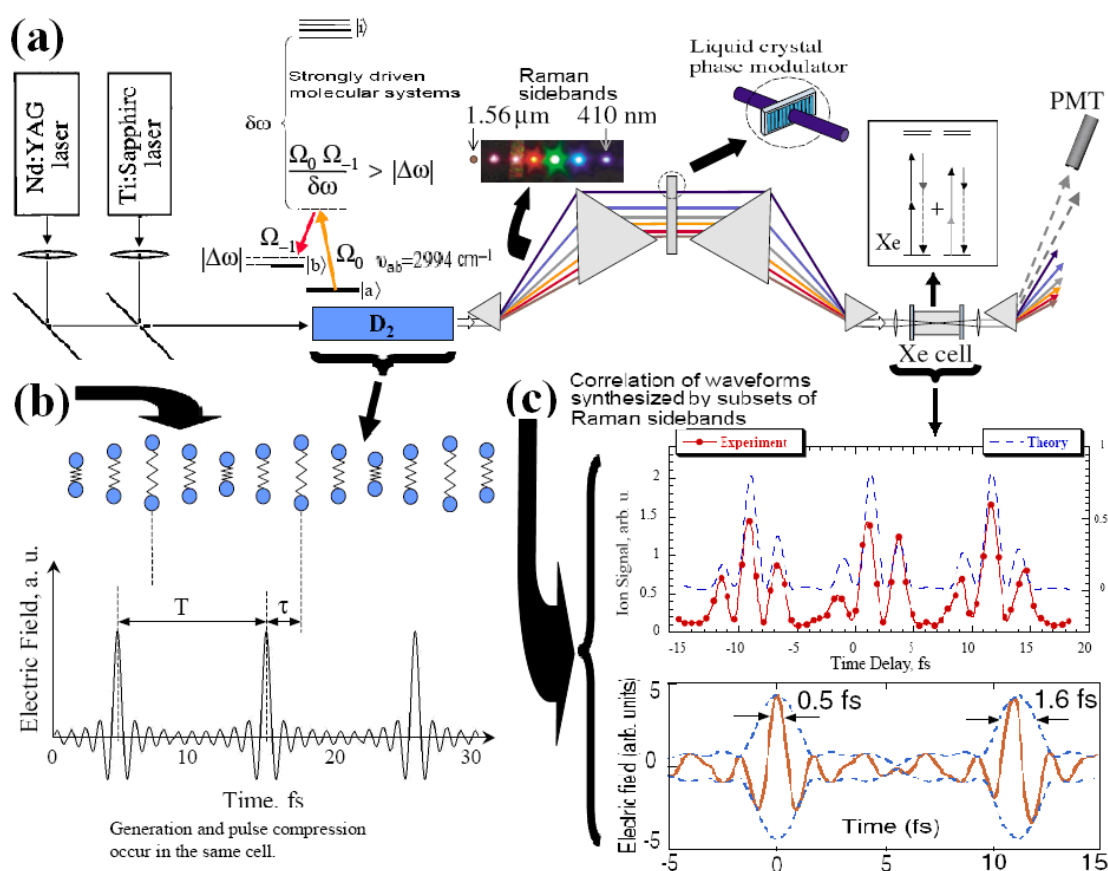 (a)
Nd:YAG
laser
Ti:Sapphirc
laser
|i⟩
Strongly driven
molecular systems
δω
Ω₀ Ω₋₁
δω
> |Δω|
Ω₋₁
|Δω|
|b⟩
Ω₀
υab=2994 cm⁻¹
|a⟩
D₂
Raman
sidebands
1.56 μm
410 nm
Liquid crystal
phase modulator
PMT
Xe
+
Xe cell
(b)
Electric Field, a. u.
T
τ
0
10
20
30
Time. fs
Generation and pulse compression
occur in the same cell.
(c)
Correlation of waveforms
synthesized by subsets of
Raman sidebands
Experiment
Theory
Ion Signal, arb. u.
2
1.5
1
0.5
0
1
0.5
0
-15
-10
-5
0
5
10
15
20
Time Delay, fs
Electric field (arb. units)
5
0
-5
0.5 fs
1.6 fs
Time (fs)
-5
0
5
10
15